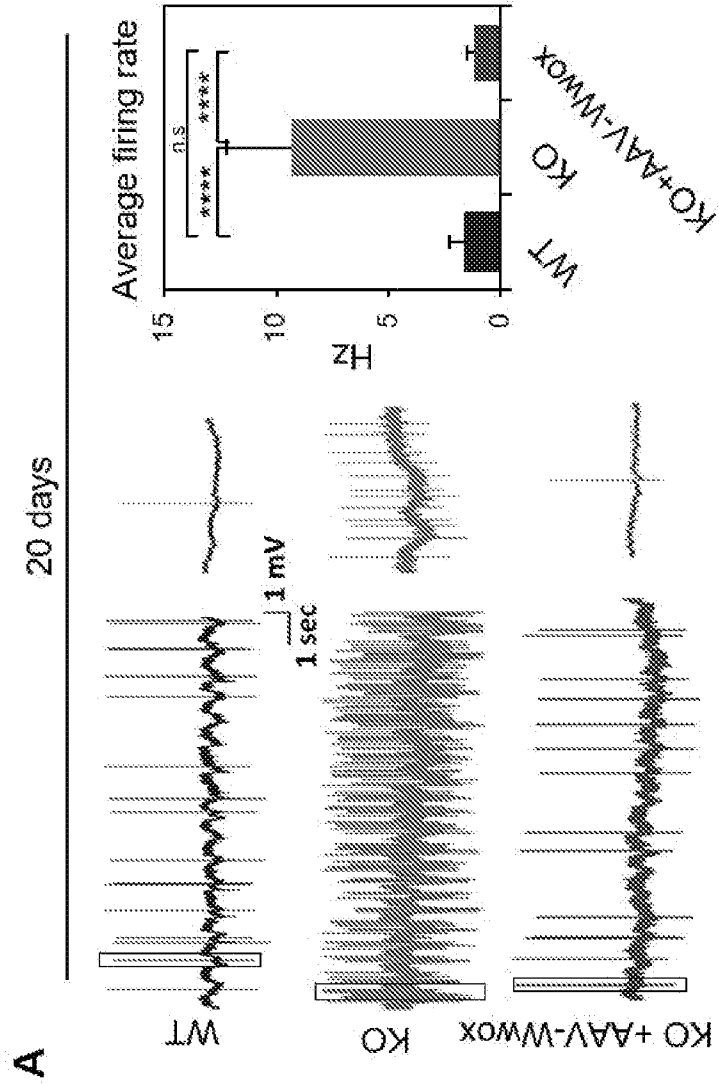 A
20 days
WT
KO
KO +AAV-Wwox
1 mV
1 sec
Average firing rate
n.s
****
****
15
10
5
0
Hz
WT
KO
KO+AAV-Wwox